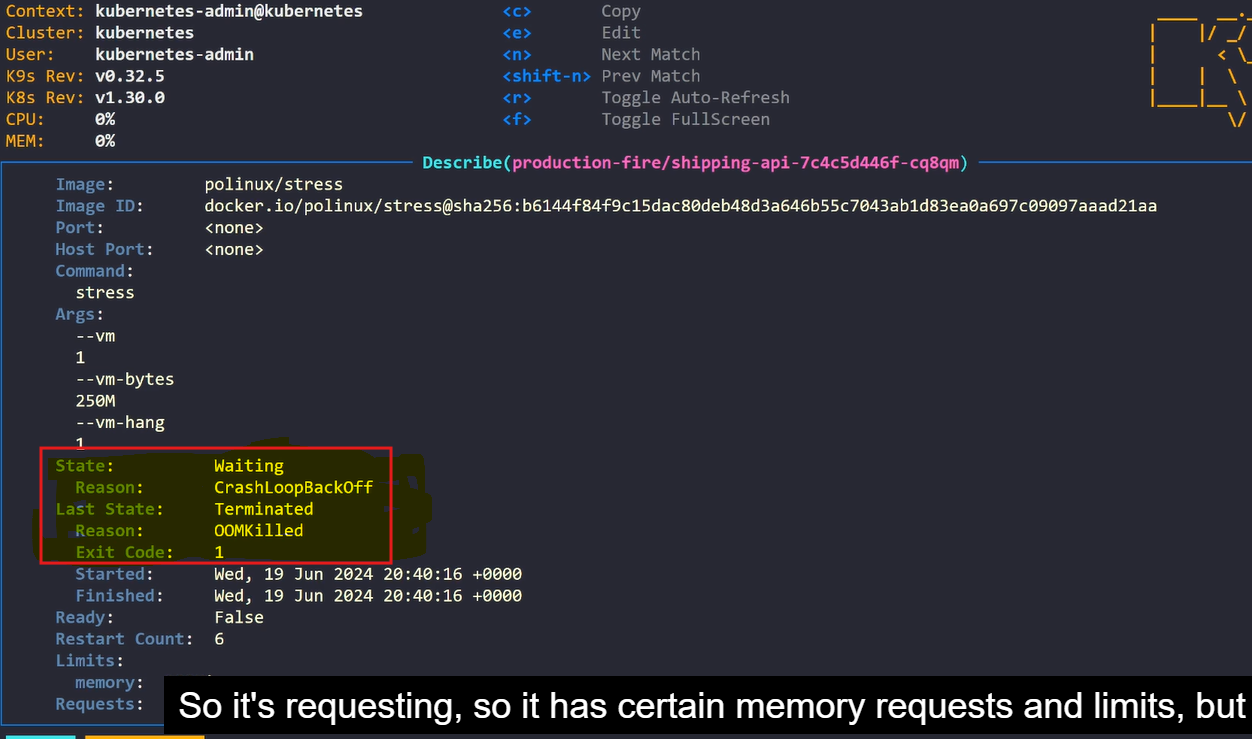 Context: kubernetes-admin@kubernetes <c> Copy
Cluster: kubernetes <e> Edit
User: kubernetes-admin <n> Next Match
K9s Rev: v0.32.5 <shift-n> Prev Match
K8s Rev: v1.30.0 <r> Toggle Auto-Refresh
CPU: 0% <f> Toggle FullScreen
MEM: 0%
Describe(production-fire/shipping-api-7c4c5d446f-cq8qm)
Image: polinux/stress
Image ID: docker.io/polinux/stress@sha256:b6144f84f9c15dac80deb48d3a646b55c7043ab1d83ea0a697c09097aaad21aa
Port: <none>
Host Port: <none>
Command:
stress
Args:
--vm
1
--vm-bytes
250M
--vm-hang
1
State: Waiting
Reason: CrashLoopBackOff
Last State: Terminated
Reason: OOMKilled
Exit Code: 1
Started: Wed, 19 Jun 2024 20:40:16 +0000
Finished: Wed, 19 Jun 2024 20:40:16 +0000
Ready: False
Restart Count: 6
Limits:
memory:
Requests:
So it's requesting, so it has certain memory requests and limits, but